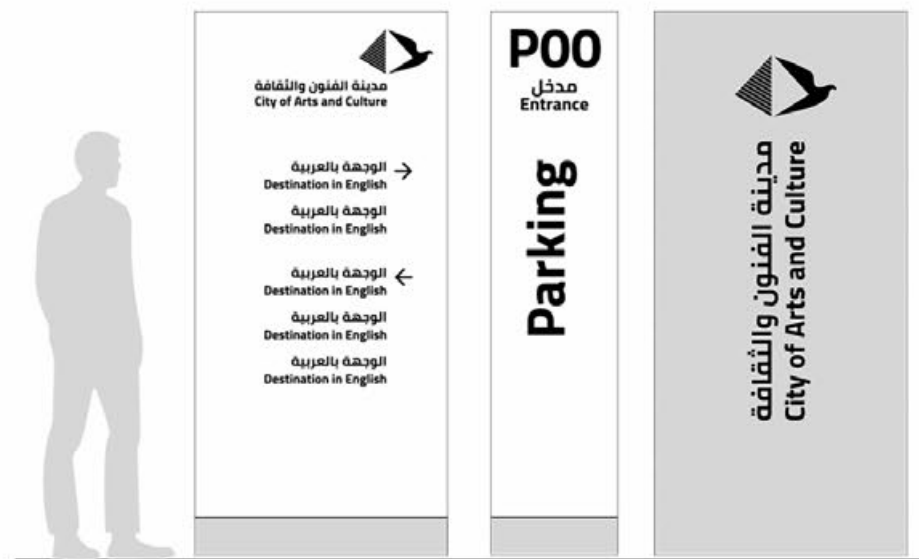 مدينة الفنون والثقافة
City of Arts and Culture
الوجهة بالعربية →
Destination in English
الوجهة بالعربية
Destination in English
الوجهة بالعربية ←
Destination in English
الوجهة بالعربية
Destination in English
الوجهة بالعربية
Destination in English
P00
مدخل
Entrance
Parking
مدينة الفنون والثقافة
City of Arts and Culture